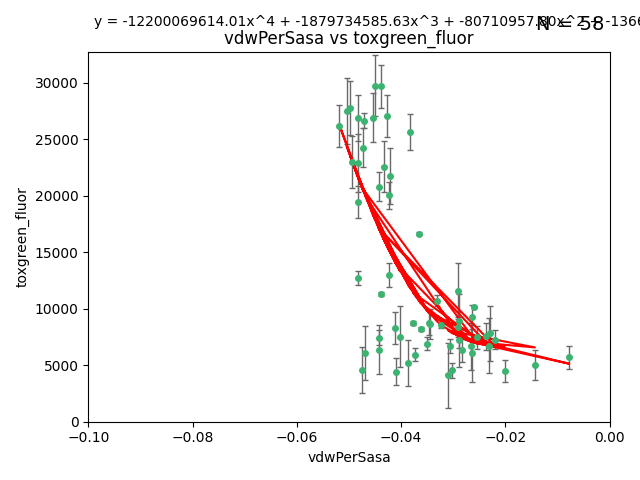 y = -12200069614.01x^4 + -1879734585.63x^3 + -80710957.80x^2 + -1366
N = 58
vdwPerSasa vs toxgreen_fluor
30000
25000
20000
15000
10000
5000
0
toxgreen_fluor
−0.10 −0.08 −0.06 −0.04 −0.02 0.00
vdwPerSasa